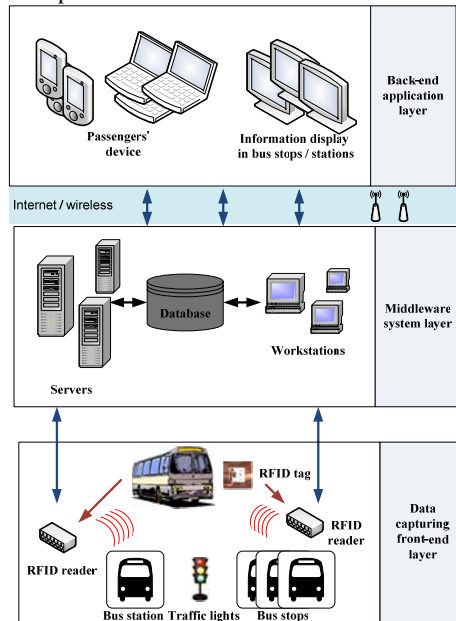 Back-end
application
layer
Passengers'
device
Information display
in bus stops / stations
Internet / wireless
Database
Middleware
system layer
Workstations
Servers
RFID tag
RFID
reader
RFID reader
Data
capturing
front-end
layer
Bus station
Traffic lights
Bus stops